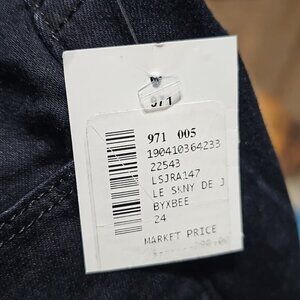 971
971 005
190410364233
22543
LSJRA147
LE SKNY DE J
BYXBEE
24
MARKET PRICE